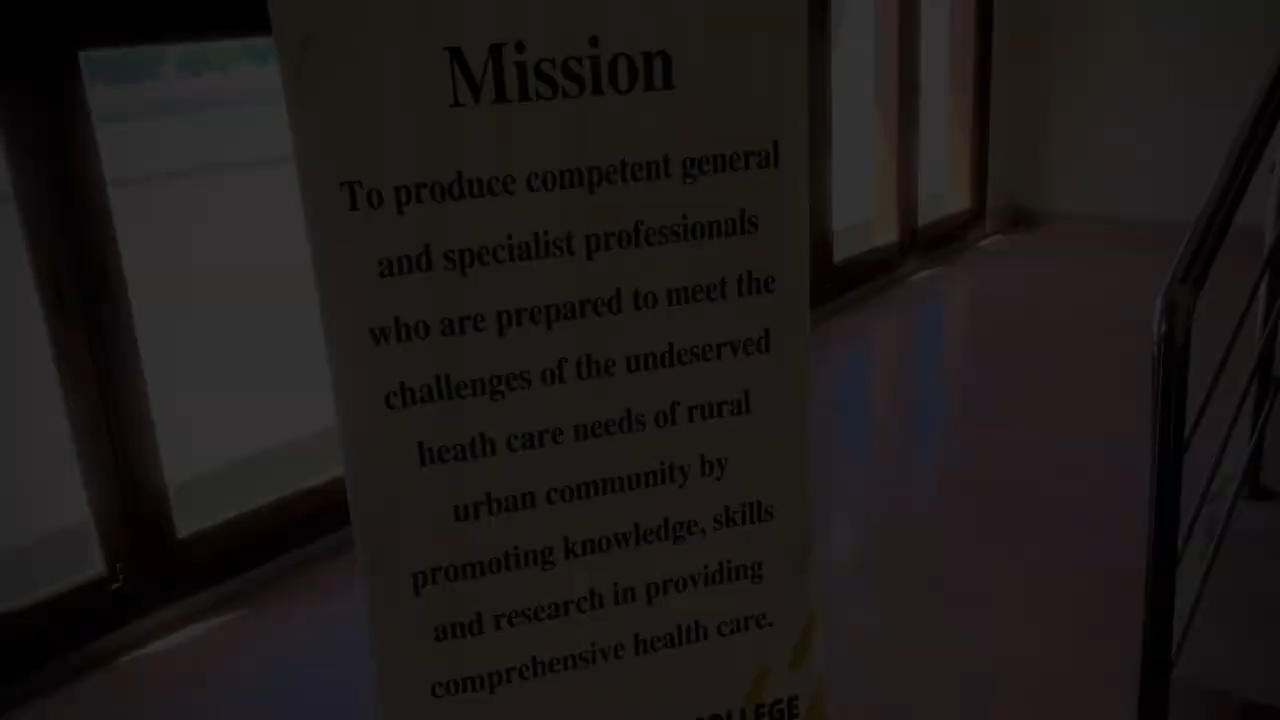 Mission
To produce competent general
and specialist professionals
who are prepared to meet the
challenges of the undeserved
heath care needs of rural
urban community by
promoting knowledge, skills
and research in providing
comprehensive health care.